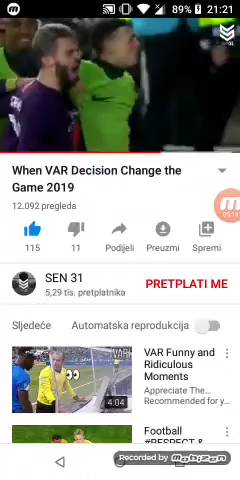 89% 21:21
When VAR Decision Change the
Game 2019
12.092 pregleda
115 11 Podijeli Preuzmi Spremi
SEN 31
5,29 tis. pretplatnika
PRETPLATI ME
Sljedeće Automatska reprodukcija
VAR Funny and
Ridiculous
Moments
Appreciate The...
Recommended for y...
VAR
4:04
Football
#RESPECT &
Recorded by MOBIZEN